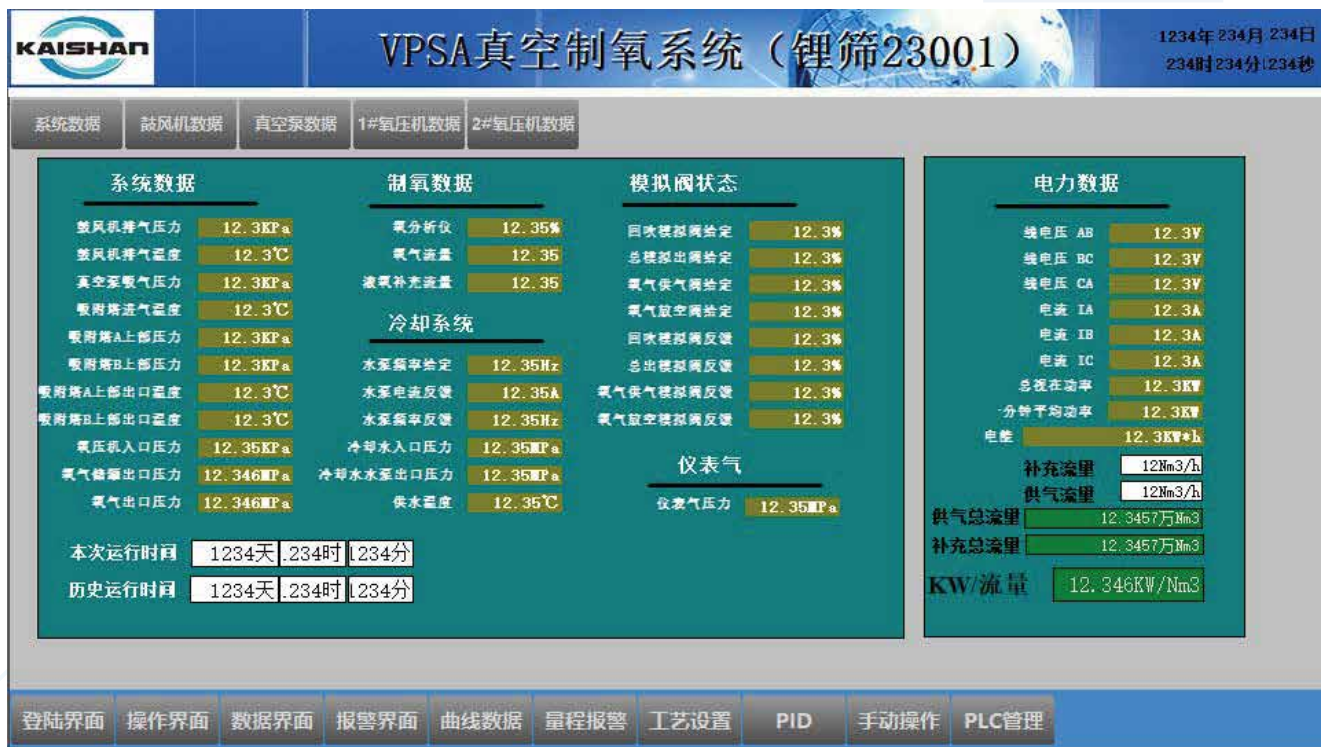 KAISHAN
VPSA真空制氧系统（锂筛23001）
1234年234月234日
234时234分.234秒
系统数据 鼓风机数据 真空泵数据 1#氧压机数据 2#氧压机数据
系统数据
鼓风机排气压力 12.3KPa
鼓风机排气温度 12.3℃
真空泵吸气压力 12.3KPa
吸附塔进气温度 12.3℃
吸附塔A上部压力 12.3KPa
吸附塔B上部压力 12.3KPa
吸附塔A上部出口温度 12.3℃
吸附塔B上部出口温度 12.3℃
氧压机入口压力 12.35KPa
氧气储罐出口压力 12.346MPa
氧气出口压力 12.346MPa
制氧数据
氧分析仪 12.35%
氧气流量 12.35
液氧补充流量 12.35
冷却系统
水泵频率给定 12.35Hz
水泵电流反馈 12.35A
水泵频率反馈 12.35Hz
冷却水入口压力 12.35MPa
冷却水水泵出口压力 12.35MPa
供水温度 12.35℃
模拟阀状态
回吹模拟阀给定 12.3%
总模拟出阀给定 12.3%
氧气供气阀给定 12.3%
氧气放空阀给定 12.3%
回吹模拟阀反馈 12.3%
总出模拟阀反馈 12.3%
氧气供气模拟阀反馈 12.3%
氧气放空模拟阀反馈 12.3%
仪表气
仪表气压力 12.35MPa
本次运行时间 1234天 .234时 1234分
历史运行时间 1234天 .234时 1234分
电力数据
线电压 AB 12.3V
线电压 BC 12.3V
线电压 CA 12.3V
电流 IA 12.3A
电流 IB 12.3A
电流 IC 12.3A
总视在功率 12.3KW
分钟平均功率 12.3KW
电能 12.3KW*h
补充流量 12Nm3/h
供气流量 12Nm3/h
供气总流量 12.3457万Nm3
补充总流量 12.3457万Nm3
KW/流量 12.346KW/Nm3
登陆界面 操作界面 数据界面 报警界面 曲线数据 量程报警 工艺设置 PID 手动操作 PLC管理